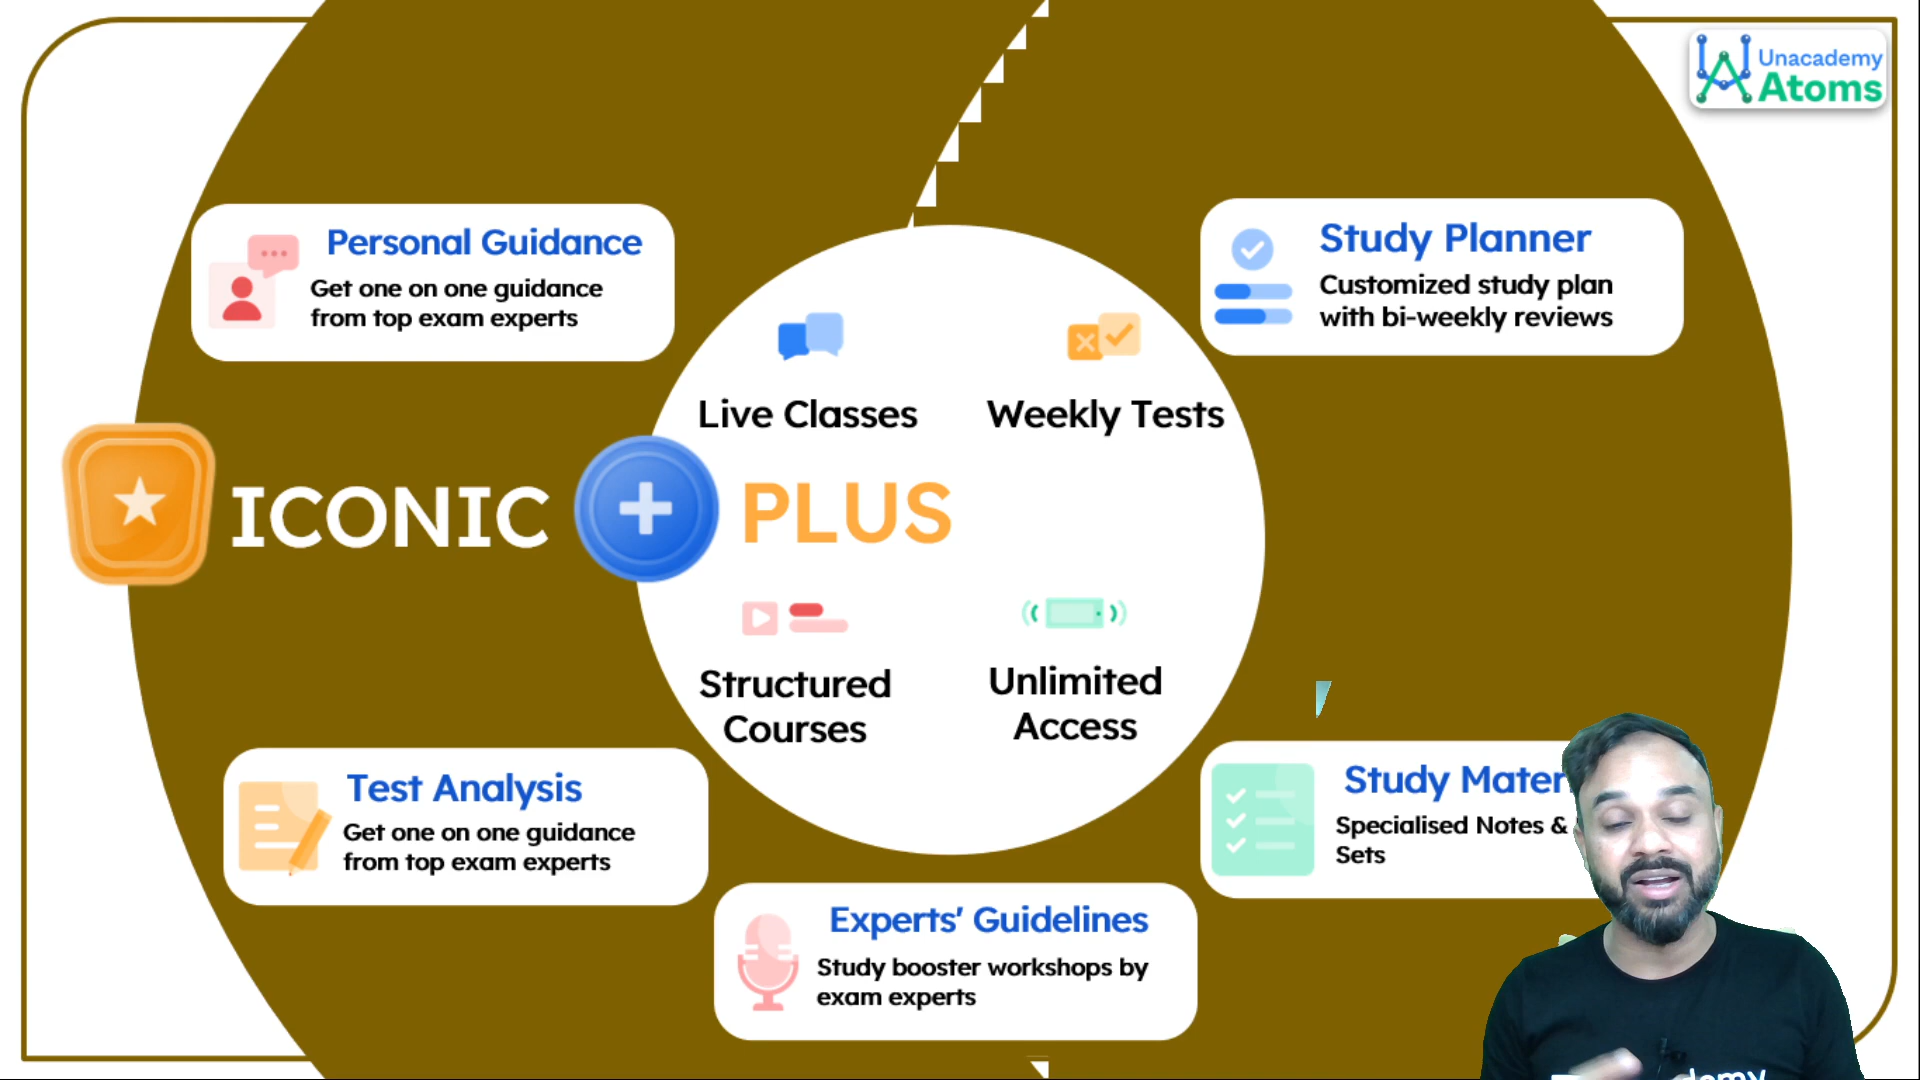 Unacademy
Atoms
Personal Guidance
Get one on one guidance
from top exam experts
Study Planner
Customized study plan
with bi-weekly reviews
Live Classes
Weekly Tests
ICONIC
PLUS
Structured
Courses
Unlimited
Access
Test Analysis
Get one on one guidance
from top exam experts
Study Mater
Specialised Notes &
Sets
Experts' Guidelines
Study booster workshops by
exam experts
demy